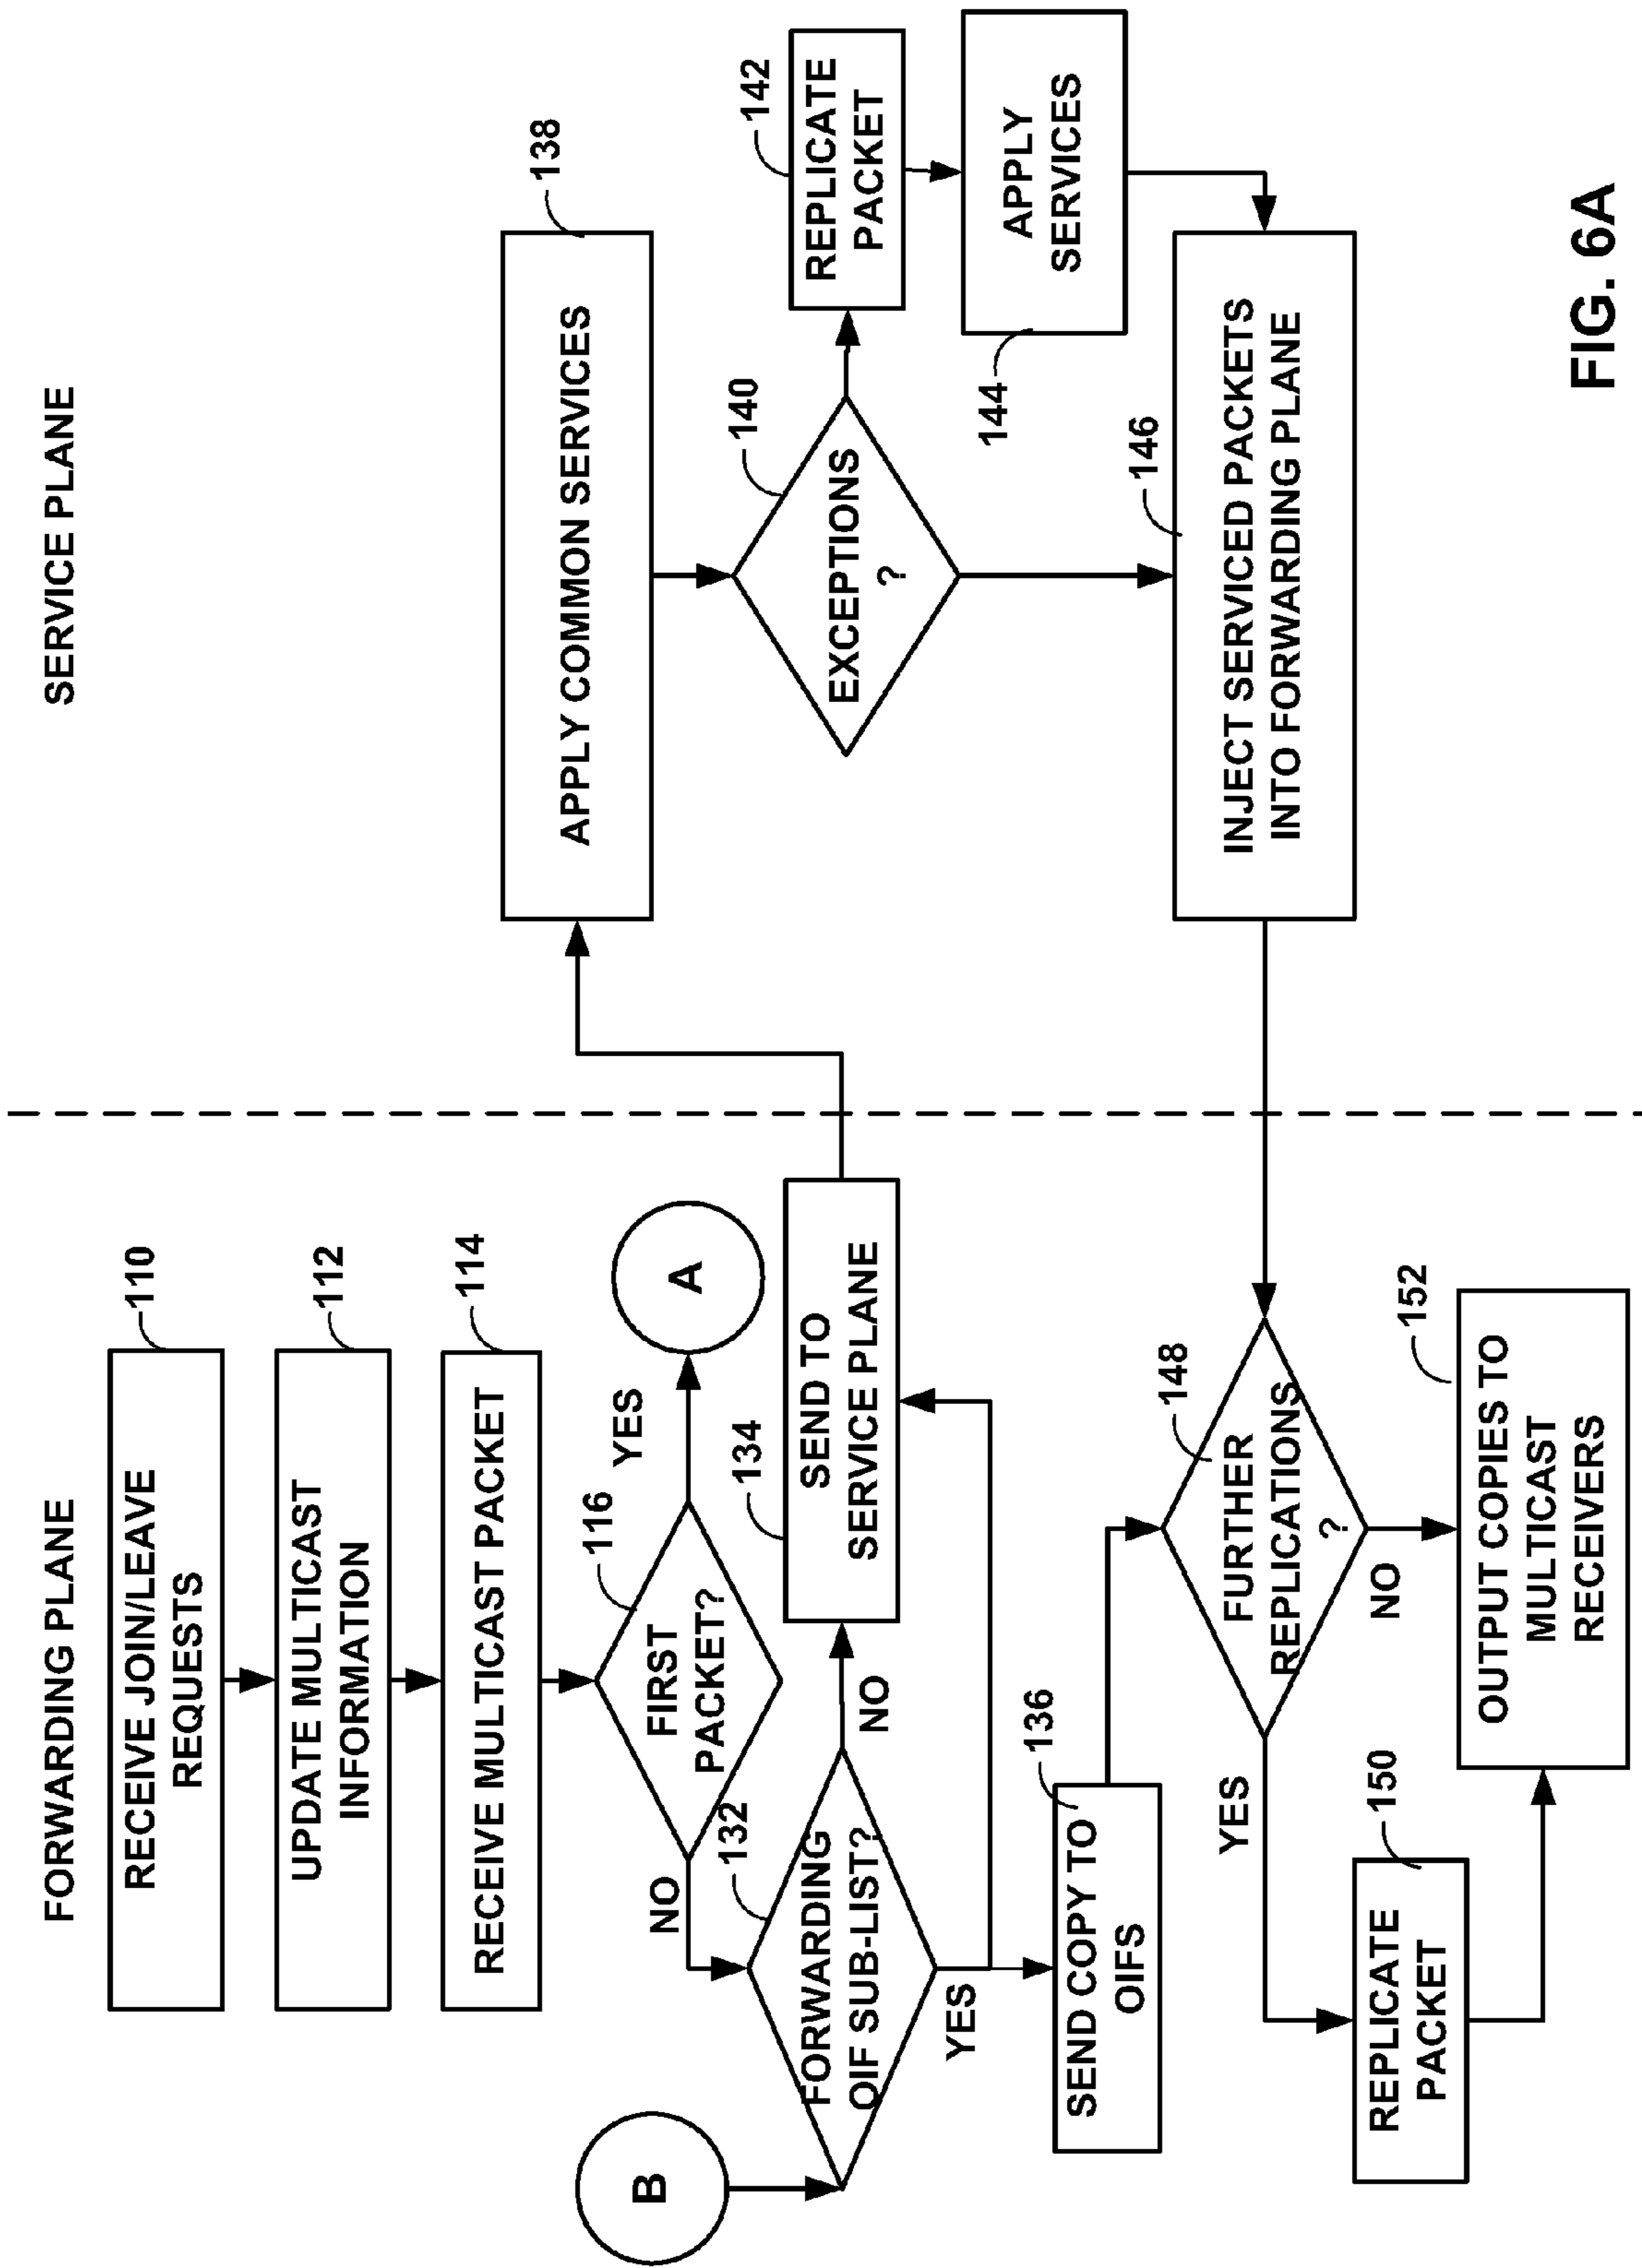 FORWARDING PLANE
SERVICE PLANE
RECEIVE JOIN/LEAVE
REQUESTS
110
UPDATE MULTICAST
INFORMATION
112
RECEIVE MULTICAST PACKET
114
FIRST
PACKET?
116
YES
NO
A
B
FORWARDING
OIF SUB-LIST?
132
NO
YES
SEND TO
SERVICE PLANE
134
SEND COPY TO
OIFS
136
APPLY COMMON SERVICES
138
EXCEPTIONS
?
140
REPLICATE
PACKET
142
APPLY
SERVICES
144
INJECT SERVICED PACKETS
INTO FORWARDING PLANE
146
FURTHER
REPLICATIONS
?
148
YES
NO
REPLICATE
PACKET
150
OUTPUT COPIES TO
MULTICAST
RECEIVERS
152
FIG. 6A